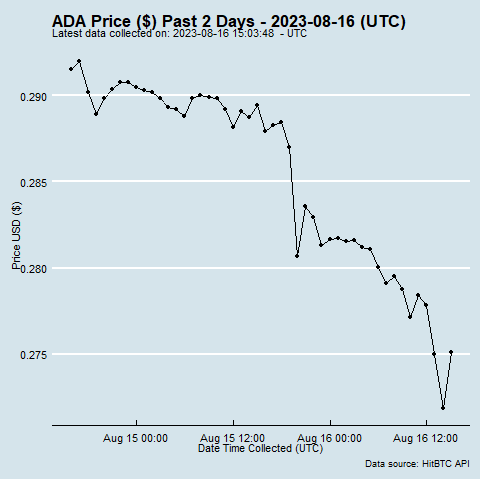 ADA Price ($) Past 2 Days - 2023-08-16 (UTC)
Latest data collected on: 2023-08-16 15:03:48  - UTC
0.290
0.285
0.280
0.275
Price USD ($)
Aug 15 00:00 Aug 15 12:00 Aug 16 00:00 Aug 16 12:00
Date Time Collected (UTC)
Data source: HitBTC API